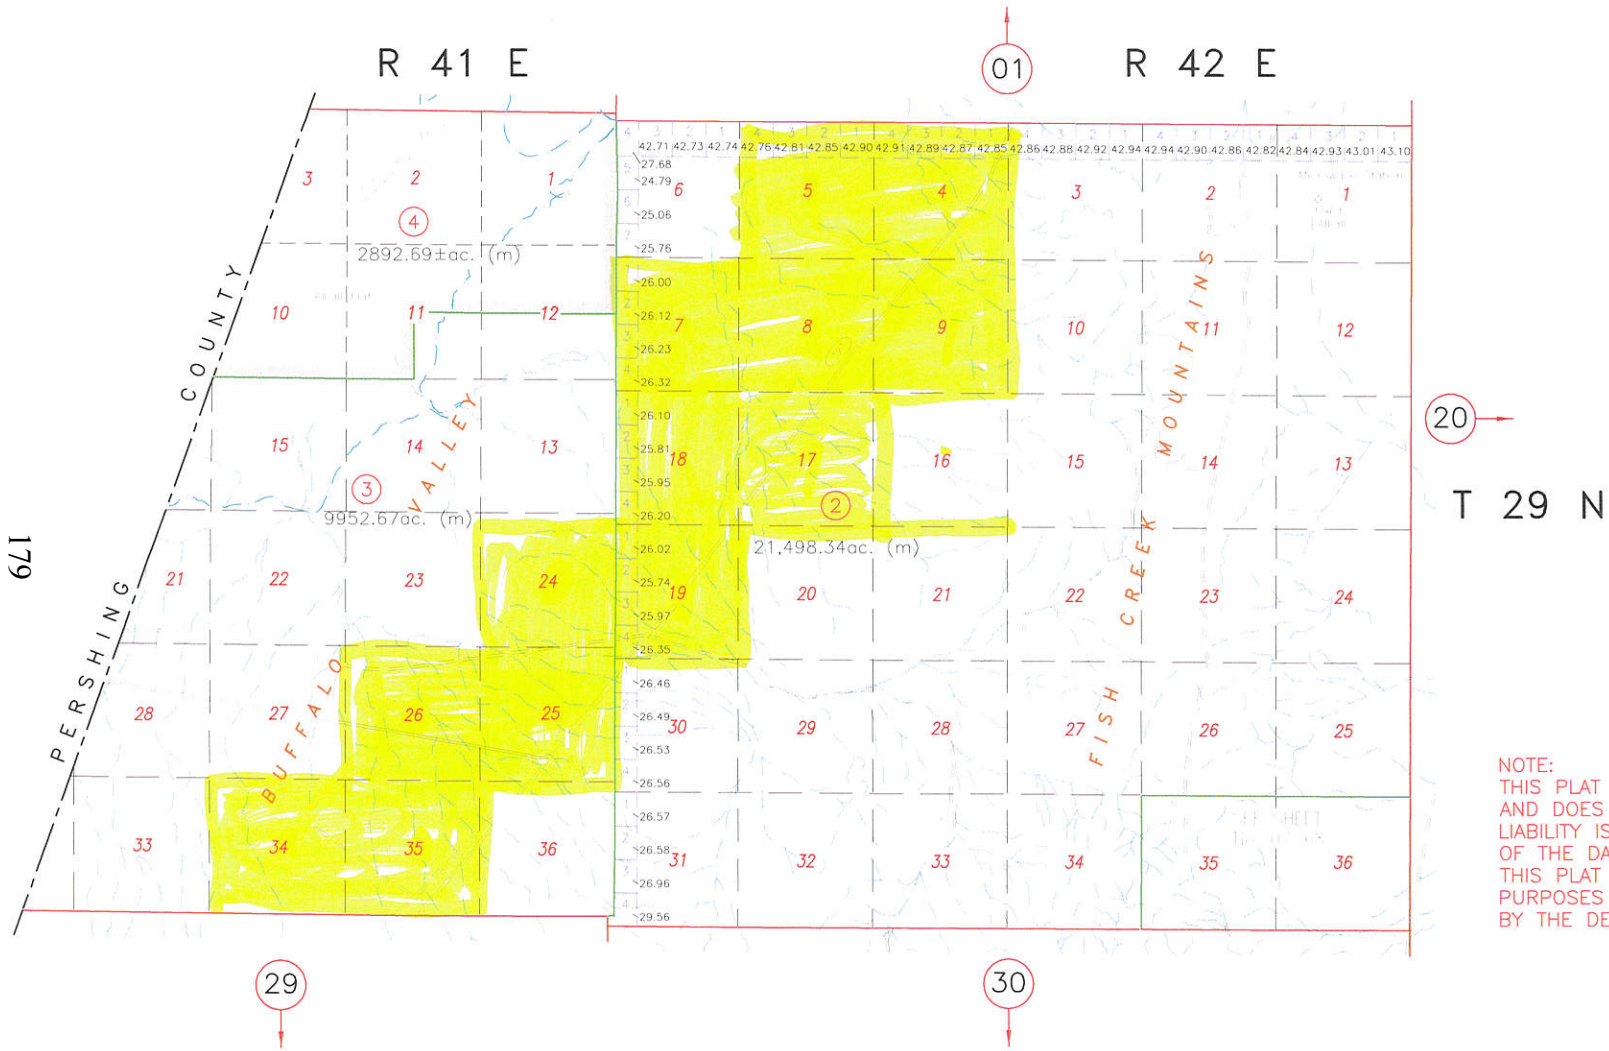 R 41 E
01
R 42 E
4 3 2 1 4 3 2 1 4 3 2 1 4 3 2 1 4 3 2 1 4 3 2 1
42.71 42.73 42.74 42.76 42.81 42.85 42.90 42.91 42.89 42.87 42.85 42.86 42.88 42.92 42.94 42.94 42.90 42.86 42.82 42.84 42.93 43.01 43.10
27.68
24.79
3 2 1 6 5 4 3 2 1
4
25.06
25.76
2892.69±ac. (m)
26.00
10 11 12 7 8 9 10 11 12
26.12
26.23
26.32
26.10
20
15 14 13 18 17 16 15 14 13
25.81
25.95
3
2
9952.67ac. (m)
26.20
T 29 N
21,498.34ac. (m)
26.02
21 22 23 24 19 20 21 22 23 24
25.74
25.97
26.35
26.46
28 27 26 25 30 29 28 27 26 25
26.49
26.53
26.56
26.57
33 34 35 36 31 32 33 34 35 36
26.58
26.96
29.56
PERSHING COUNTY
BUFFALO VALLEY
FISH CREEK MOUNTAINS
NOTE:
THIS PLAT
AND DOES
LIABILITY IS
OF THE DA
THIS PLAT
PURPOSES
BY THE DE
29
30
179